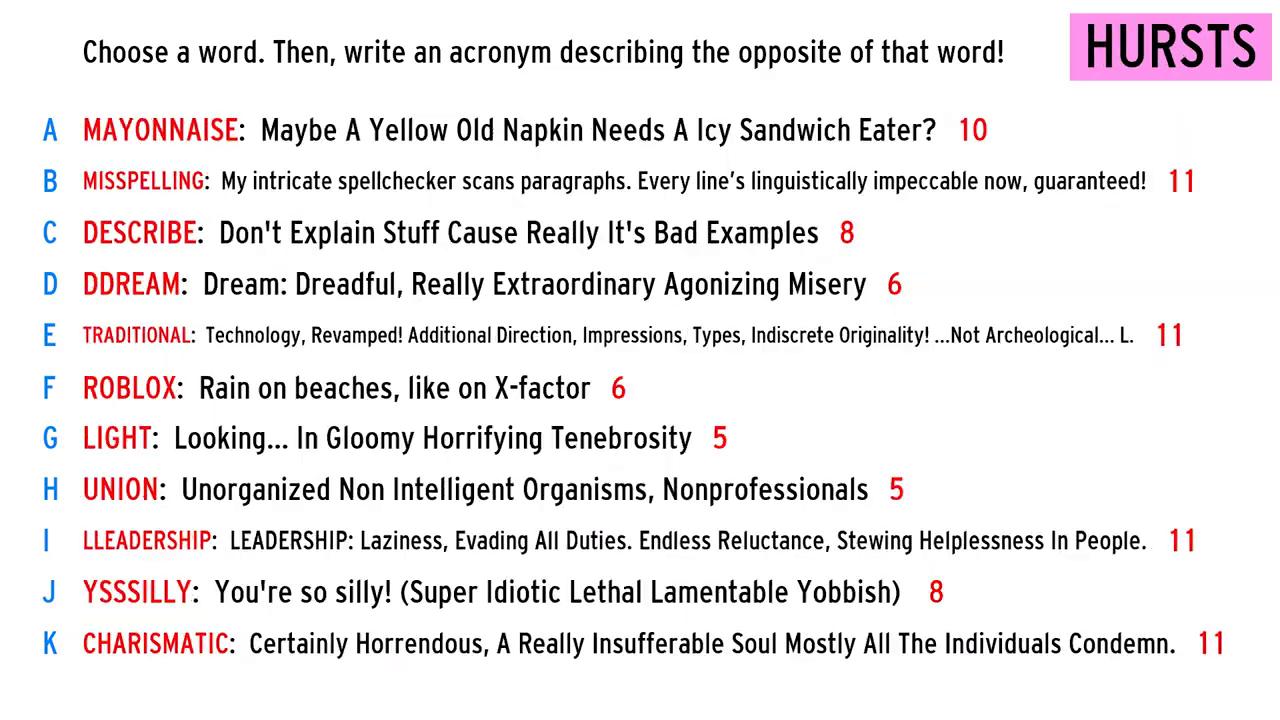 Choose a word. Then, write an acronym describing the opposite of that word!
HURSTS
A MAYONNAISE: Maybe A Yellow Old Napkin Needs A Icy Sandwich Eater? 10
B MISSPELLING: My intricate spellchecker scans paragraphs. Every line's linguistically impeccable now, guaranteed! 11
C DESCRIBE: Don't Explain Stuff Cause Really It's Bad Examples 8
D DDREAM: Dream: Dreadful, Really Extraordinary Agonizing Misery 6
E TRADITIONAL: Technology, Revamped! Additional Direction, Impressions, Types, Indiscrete Originality! ...Not Archeological... L. 11
F ROBLOX: Rain on beaches, like on X-factor 6
G LIGHT: Looking... In Gloomy Horrifying Tenebrosity 5
H UNION: Unorganized Non Intelligent Organisms, Nonprofessionals 5
I LLEADERSHIP: LEADERSHIP: Laziness, Evading All Duties. Endless Reluctance, Stewing Helplessness In People. 11
J YSSSILLY: You're so silly! (Super Idiotic Lethal Lamentable Yobbish) 8
K CHARISMATIC: Certainly Horrendous, A Really Insufferable Soul Mostly All The Individuals Condemn. 11